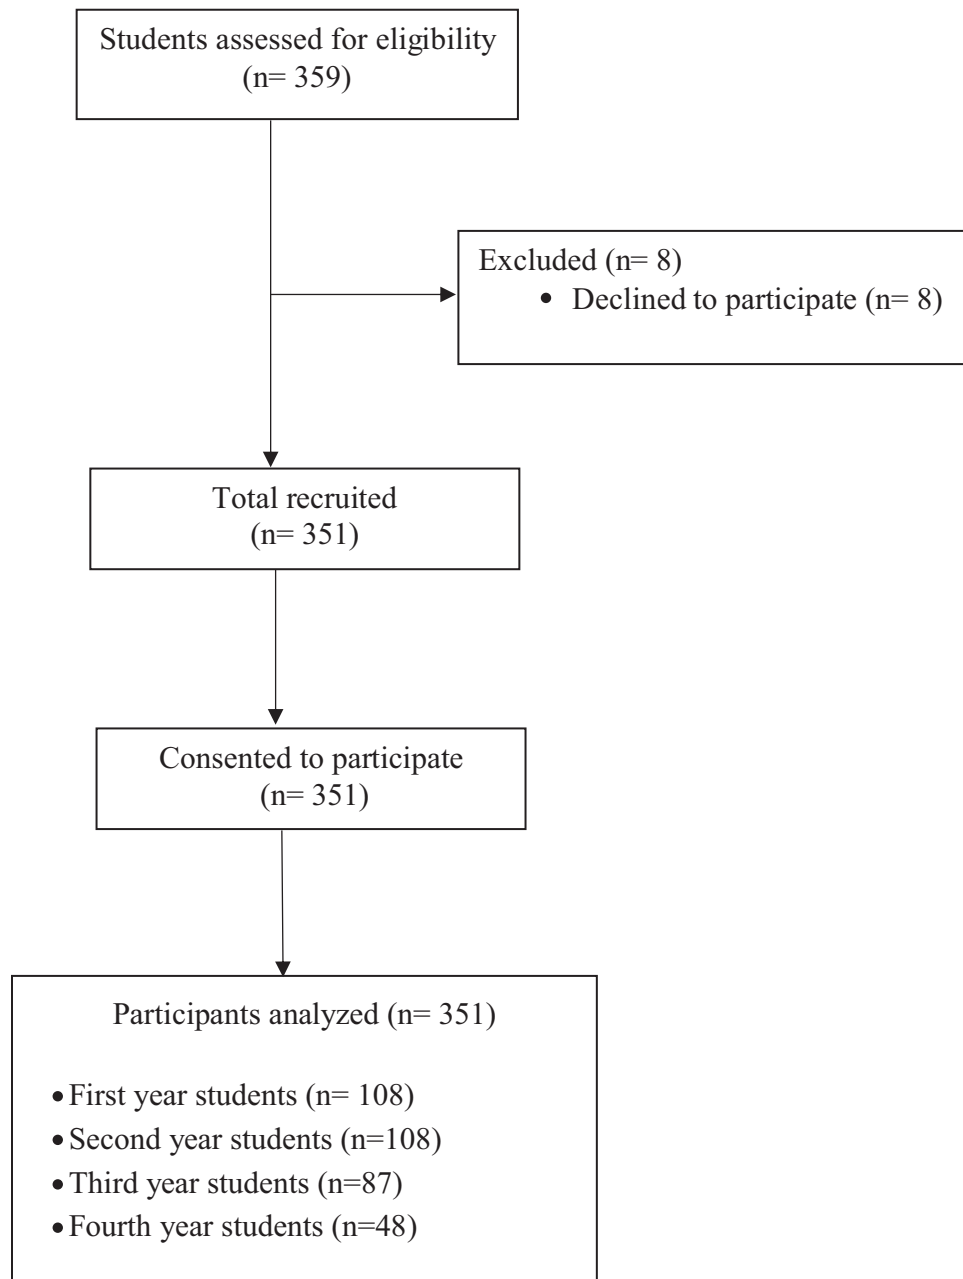 Students assessed for eligibility
(n= 359)
Excluded (n= 8)
• Declined to participate (n= 8)
Total recruited
(n= 351)
Consented to participate
(n= 351)
Participants analyzed (n= 351)
• First year students (n= 108)
• Second year students (n=108)
• Third year students (n=87)
• Fourth year students (n=48)